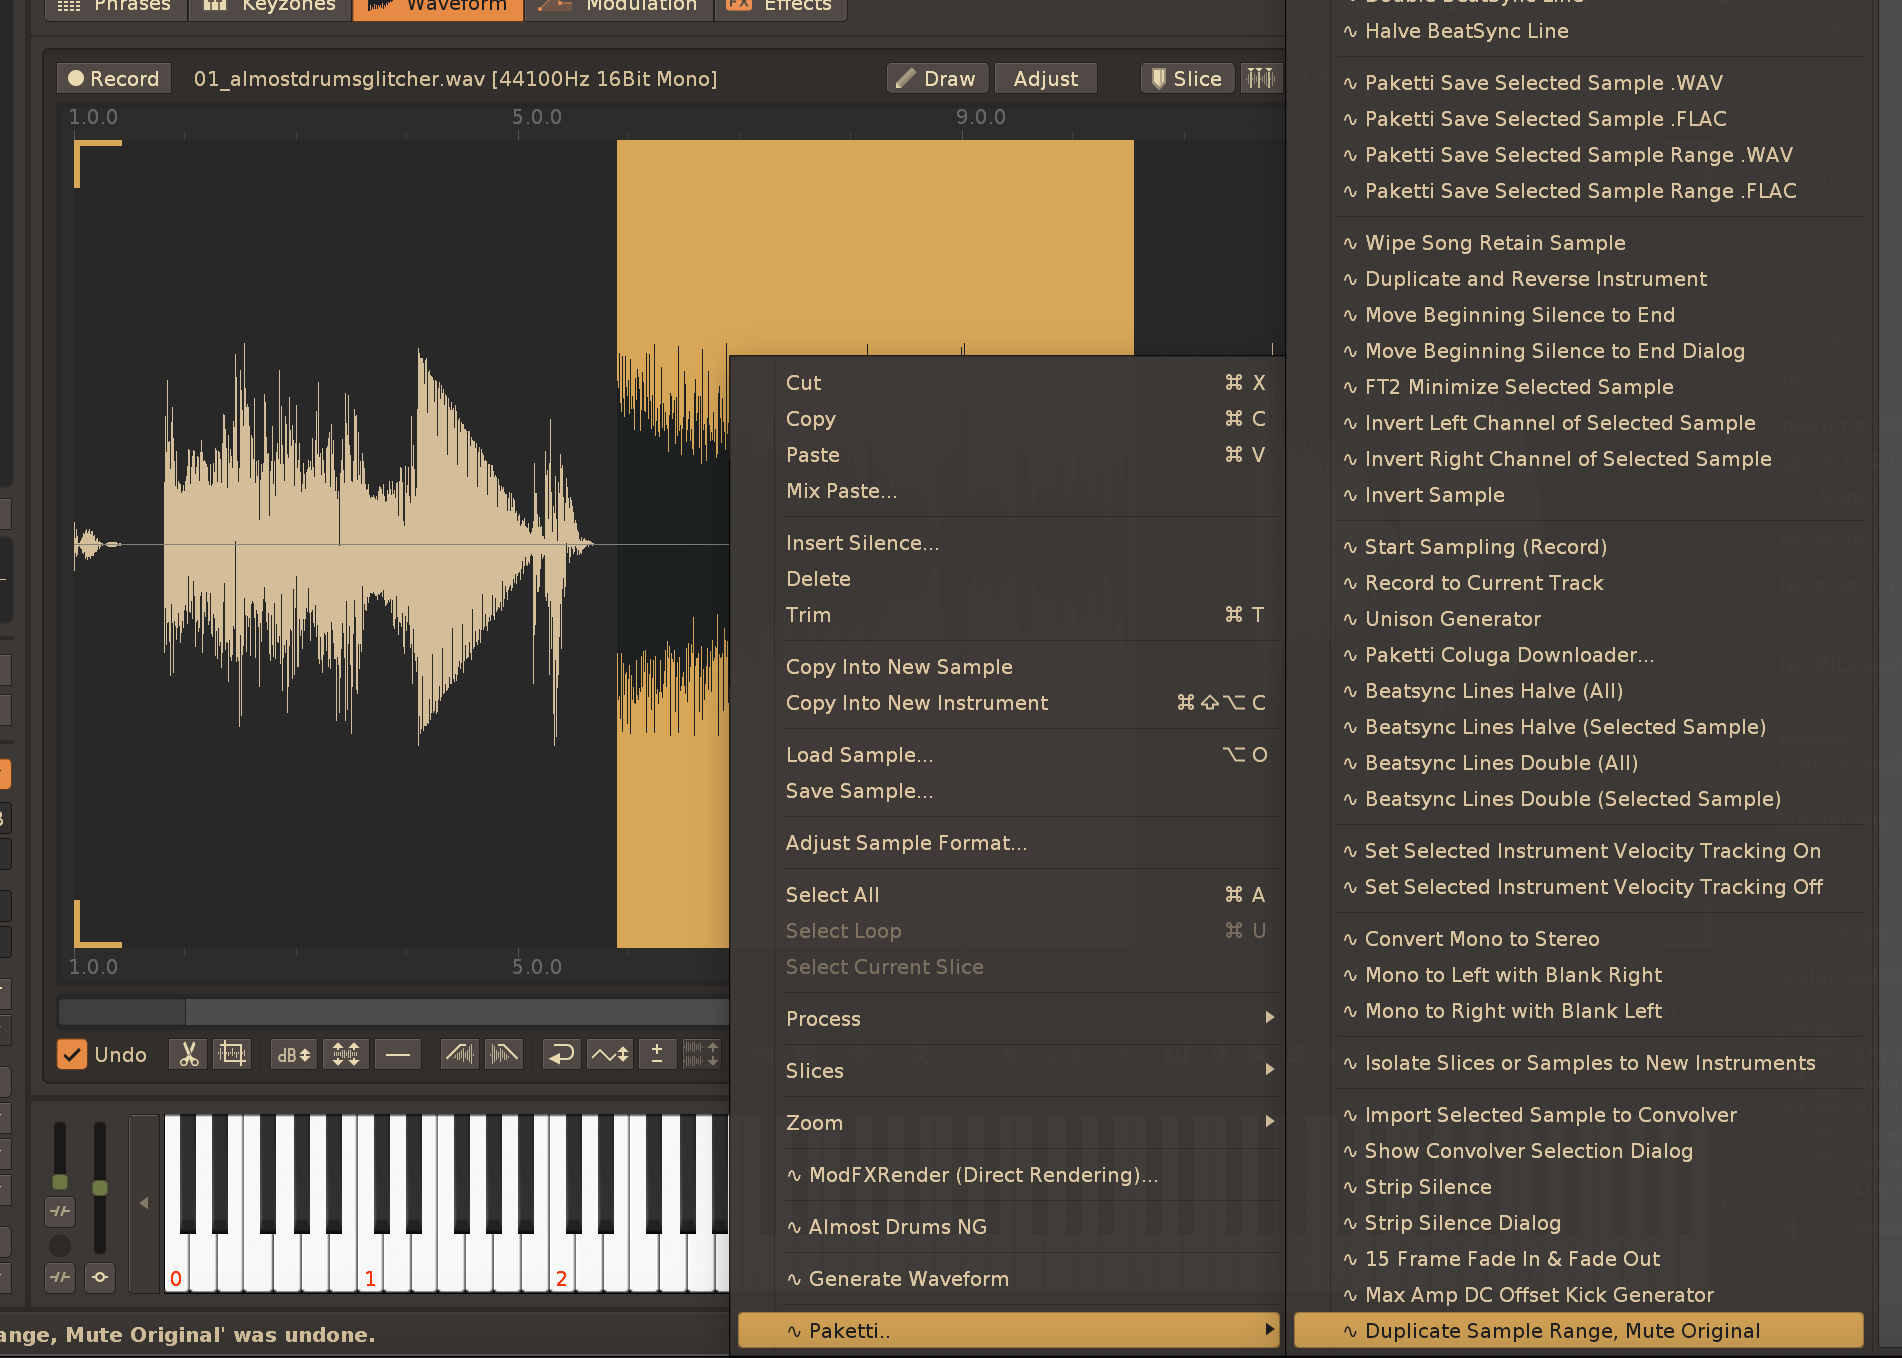 Phrases
Keyzones
Waveform
Modulation
FX Effects
Record
01_almostdrumsglitcher.wav [44100Hz 16Bit Mono]
Draw
Adjust
Slice
1.0.0
5.0.0
9.0.0
1.0.0
5.0.0
Undo
dB
0
1
2
ange, Mute Original' was undone.
Cut ⌘ X
Copy ⌘ C
Paste ⌘ V
Mix Paste...
Insert Silence...
Delete
Trim ⌘ T
Copy Into New Sample
Copy Into New Instrument ⌘⇧⌥ C
Load Sample... ⌥ O
Save Sample...
Adjust Sample Format...
Select All ⌘ A
Select Loop ⌘ U
Select Current Slice
Process
Slices
Zoom
∿ ModFXRender (Direct Rendering)...
∿ Almost Drums NG
∿ Generate Waveform
∿ Paketti..
Double BeatSync Line
∿ Halve BeatSync Line
∿ Paketti Save Selected Sample .WAV
∿ Paketti Save Selected Sample .FLAC
∿ Paketti Save Selected Sample Range .WAV
∿ Paketti Save Selected Sample Range .FLAC
∿ Wipe Song Retain Sample
∿ Duplicate and Reverse Instrument
∿ Move Beginning Silence to End
∿ Move Beginning Silence to End Dialog
∿ FT2 Minimize Selected Sample
∿ Invert Left Channel of Selected Sample
∿ Invert Right Channel of Selected Sample
∿ Invert Sample
∿ Start Sampling (Record)
∿ Record to Current Track
∿ Unison Generator
∿ Paketti Coluga Downloader...
∿ Beatsync Lines Halve (All)
∿ Beatsync Lines Halve (Selected Sample)
∿ Beatsync Lines Double (All)
∿ Beatsync Lines Double (Selected Sample)
∿ Set Selected Instrument Velocity Tracking On
∿ Set Selected Instrument Velocity Tracking Off
∿ Convert Mono to Stereo
∿ Mono to Left with Blank Right
∿ Mono to Right with Blank Left
∿ Isolate Slices or Samples to New Instruments
∿ Import Selected Sample to Convolver
∿ Show Convolver Selection Dialog
∿ Strip Silence
∿ Strip Silence Dialog
∿ 15 Frame Fade In & Fade Out
∿ Max Amp DC Offset Kick Generator
∿ Duplicate Sample Range, Mute Original